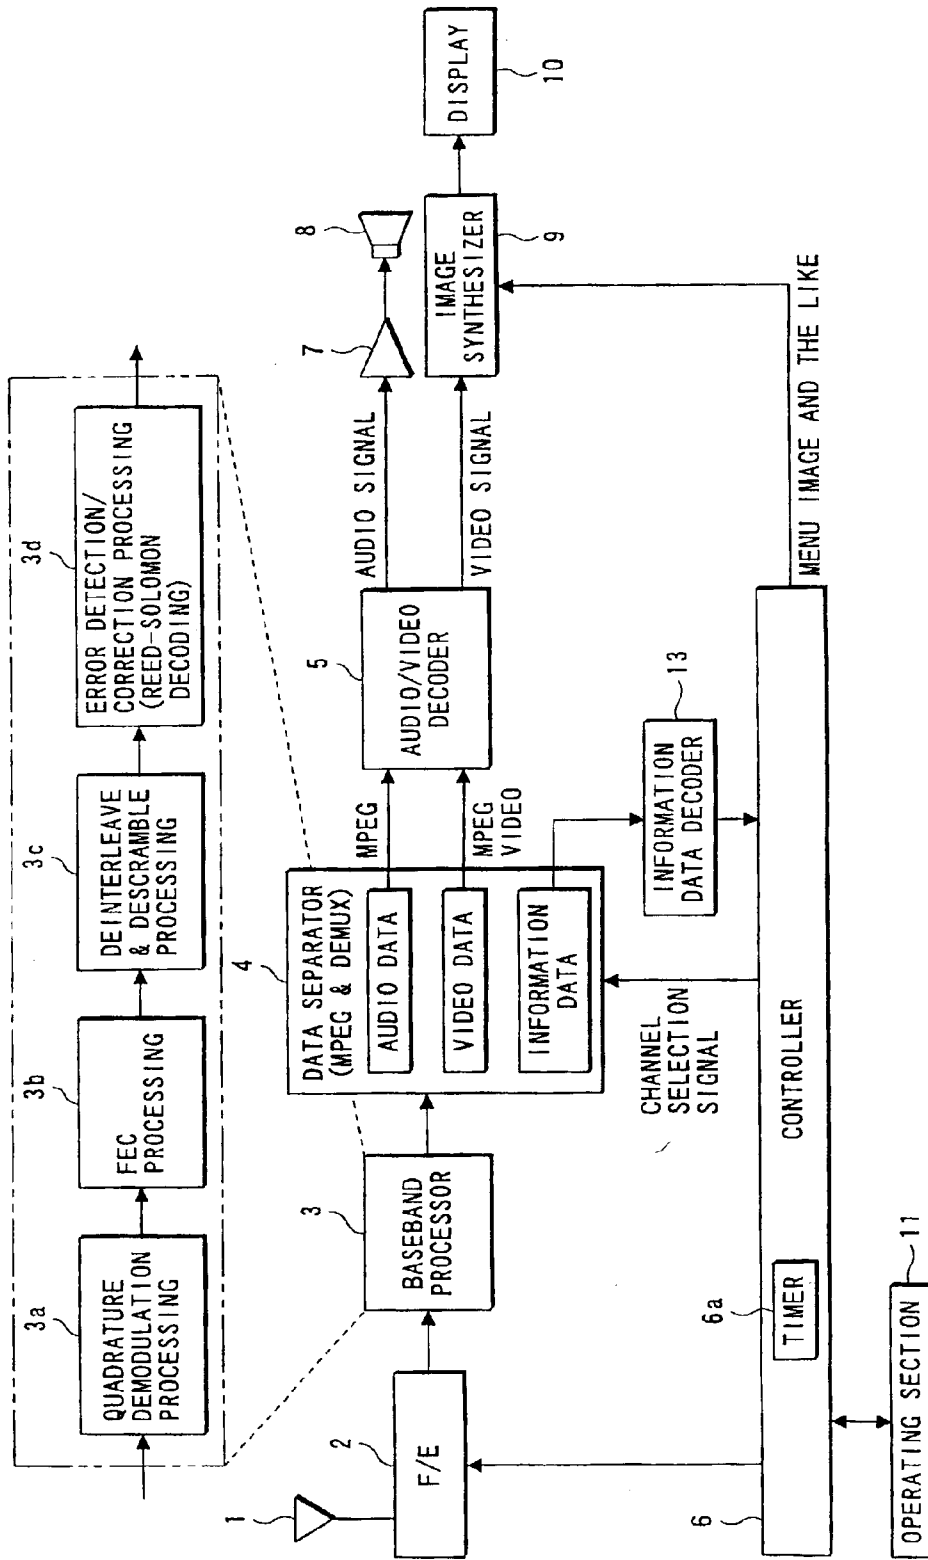 3a
QUADRATURE
DEMODULATION
PROCESSING
3b
FEC
PROCESSING
3c
DEINTERLEAVE
& DESCRAMBLE
PROCESSING
3d
ERROR DETECTION/
CORRECTION PROCESSING
(REED-SOLOMON
DECODING)
1
2
F/E
3
BASEBAND
PROCESSOR
4
DATA SEPARATOR
(MPEG & DEMUX)
AUDIO DATA
VIDEO DATA
INFORMATION
DATA
MPEG
MPEG
VIDEO
5
AUDIO/VIDEO
DECODER
AUDIO SIGNAL
VIDEO SIGNAL
7
8
IMAGE
SYNTHESIZER
9
DISPLAY
10
CHANNEL
SELECTION
SIGNAL
INFORMATION
DATA DECODER
13
6
6a
TIMER
CONTROLLER
MENU IMAGE AND THE LIKE
OPERATING SECTION
11